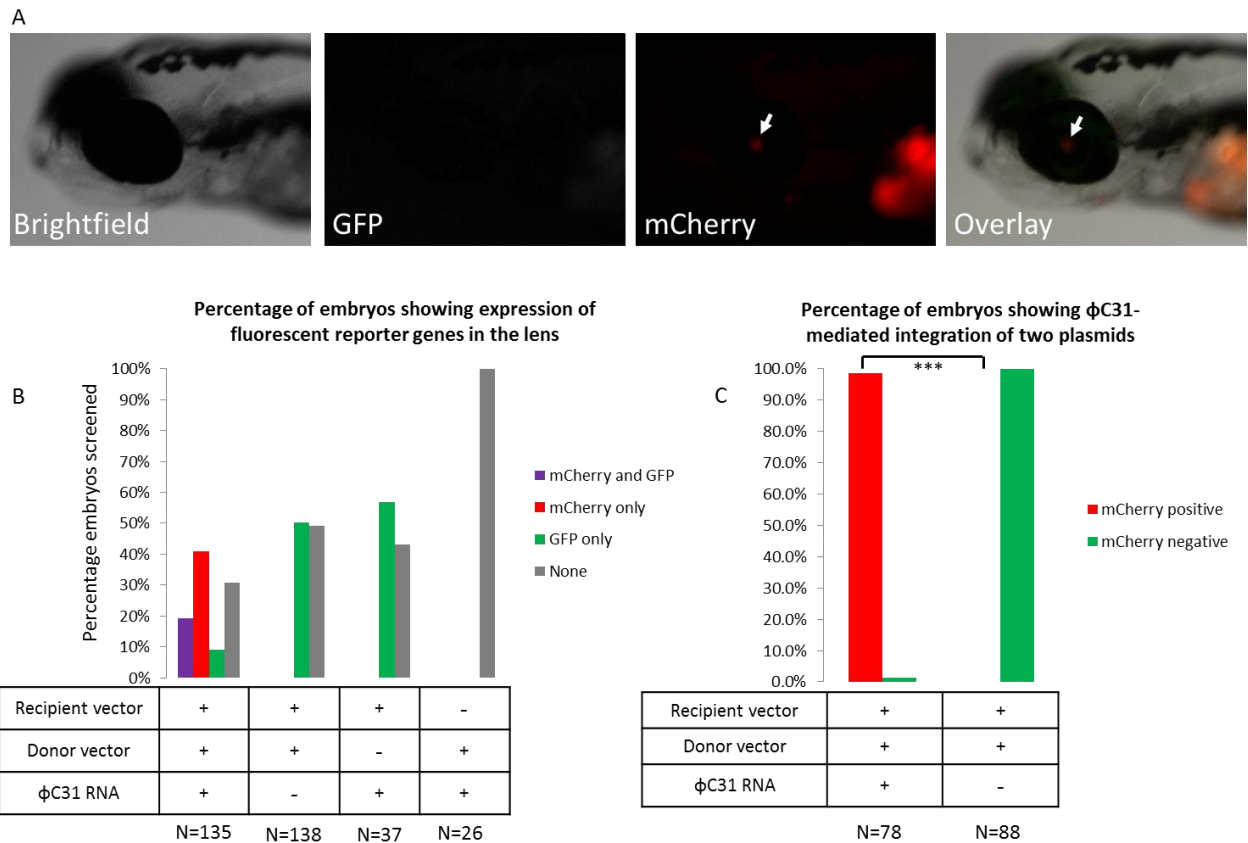 A
Brightfield
GFP
mCherry
Overlay
Percentage of embryos showing expression of
fluorescent reporter genes in the lens
B
Percentage embryos screened
100%
90%
80%
70%
60%
50%
40%
30%
20%
10%
0%
mCherry and GFP
mCherry only
GFP only
None
Recipient vector + + + -
Donor vector + + - +
ϕC31 RNA + - + +
N=135 N=138 N=37 N=26
Percentage of embryos showing ϕC31-
mediated integration of two plasmids
C
***
100.0%
90.0%
80.0%
70.0%
60.0%
50.0%
40.0%
30.0%
20.0%
10.0%
0.0%
mCherry positive
mCherry negative
Recipient vector + +
Donor vector + +
ϕC31 RNA + -
N=78 N=88